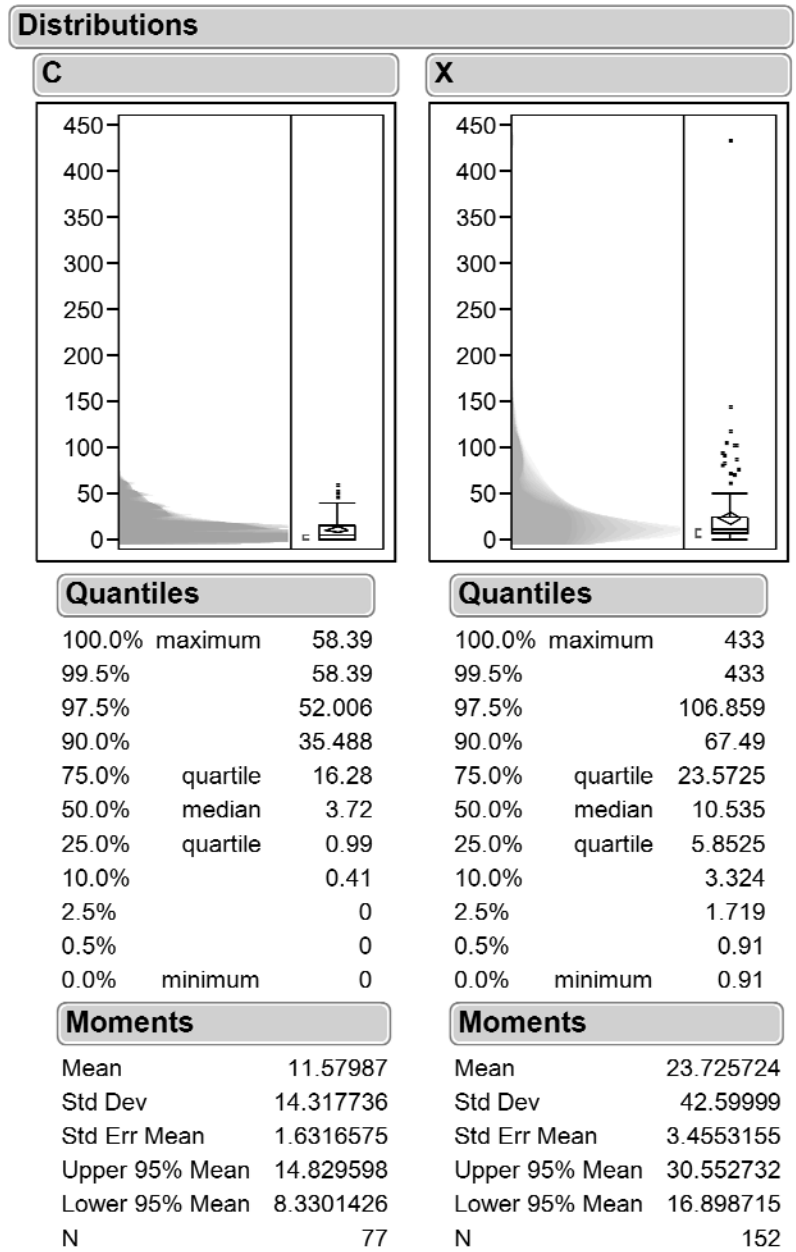 Distributions
C
450
400
350
300
250
200
150
100
50
0
Quantiles
100.0% maximum 58.39
99.5% 58.39
97.5% 52.006
90.0% 35.488
75.0% quartile 16.28
50.0% median 3.72
25.0% quartile 0.99
10.0% 0.41
2.5% 0
0.5% 0
0.0% minimum 0
Moments
Mean 11.57987
Std Dev 14.317736
Std Err Mean 1.6316575
Upper 95% Mean 14.829598
Lower 95% Mean 8.3301426
N 77
X
450
400
350
300
250
200
150
100
50
0
Quantiles
100.0% maximum 433
99.5% 433
97.5% 106.859
90.0% 67.49
75.0% quartile 23.5725
50.0% median 10.535
25.0% quartile 5.8525
10.0% 3.324
2.5% 1.719
0.5% 0.91
0.0% minimum 0.91
Moments
Mean 23.725724
Std Dev 42.59999
Std Err Mean 3.4553155
Upper 95% Mean 30.552732
Lower 95% Mean 16.898715
N 152